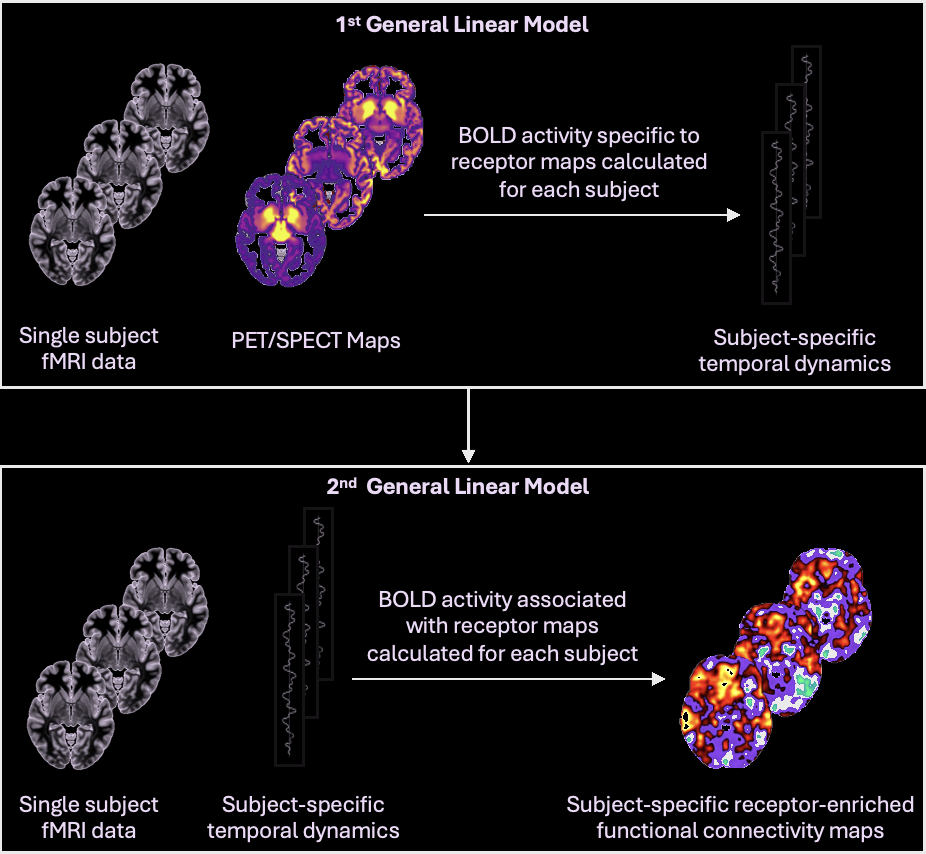 1st General Linear Model
BOLD activity specific to
receptor maps calculated
for each subject
Single subject
fMRI data
PET/SPECT Maps
Subject-specific
temporal dynamics
2nd General Linear Model
BOLD activity associated
with receptor maps
calculated for each subject
Single subject
fMRI data
Subject-specific
temporal dynamics
Subject-specific receptor-enriched
functional connectivity maps